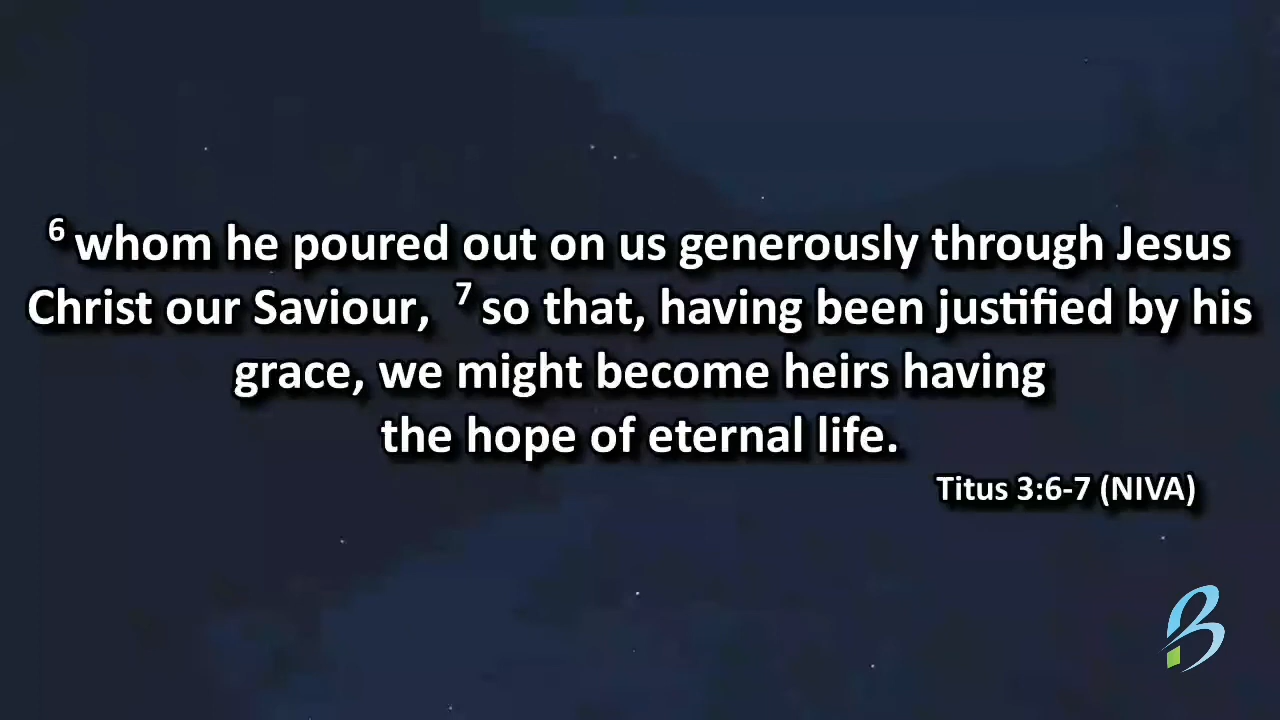 6 whom he poured out on us generously through Jesus
Christ our Saviour, 7 so that, having been justified by his
grace, we might become heirs having
the hope of eternal life.
Titus 3:6-7 (NIVA)